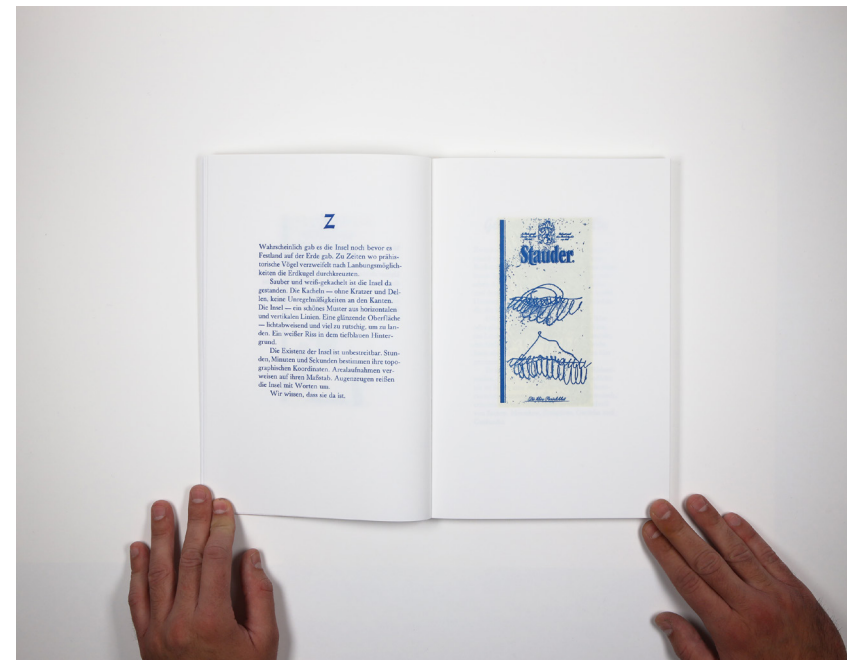 Z
Wahrscheinlich gab es die Insel noch bevor es
Festland auf der Erde gab. Zu Zeiten wo prähis-
torische Vögel verzweifelt nach Landungsmöglich-
keiten die Erdkugel durchkreuzten.
Sauber und weiß-gekachelt ist die Insel da
gestanden. Die Kacheln — ohne Kratzer und Del-
len, keine Unregelmäßigkeiten an den Kanten.
Die Insel — ein schönes Muster aus horizontalen
und vertikalen Linien. Eine glänzende Oberfläche
— lichtabweisend und viel zu rutschig, um zu lan-
den. Ein weißer Riss in dem tiefblauen Hinter-
grund.
Die Existenz der Insel ist unbestreitbar. Stun-
den, Minuten und Sekunden bestimmen ihre topo-
graphischen Koordinaten. Arealaufnahmen ver-
weisen auf ihren Maßstab. Augenzeugen reißen
die Insel mit Worten um.
Wir wissen, dass sie da ist.
Stauder.